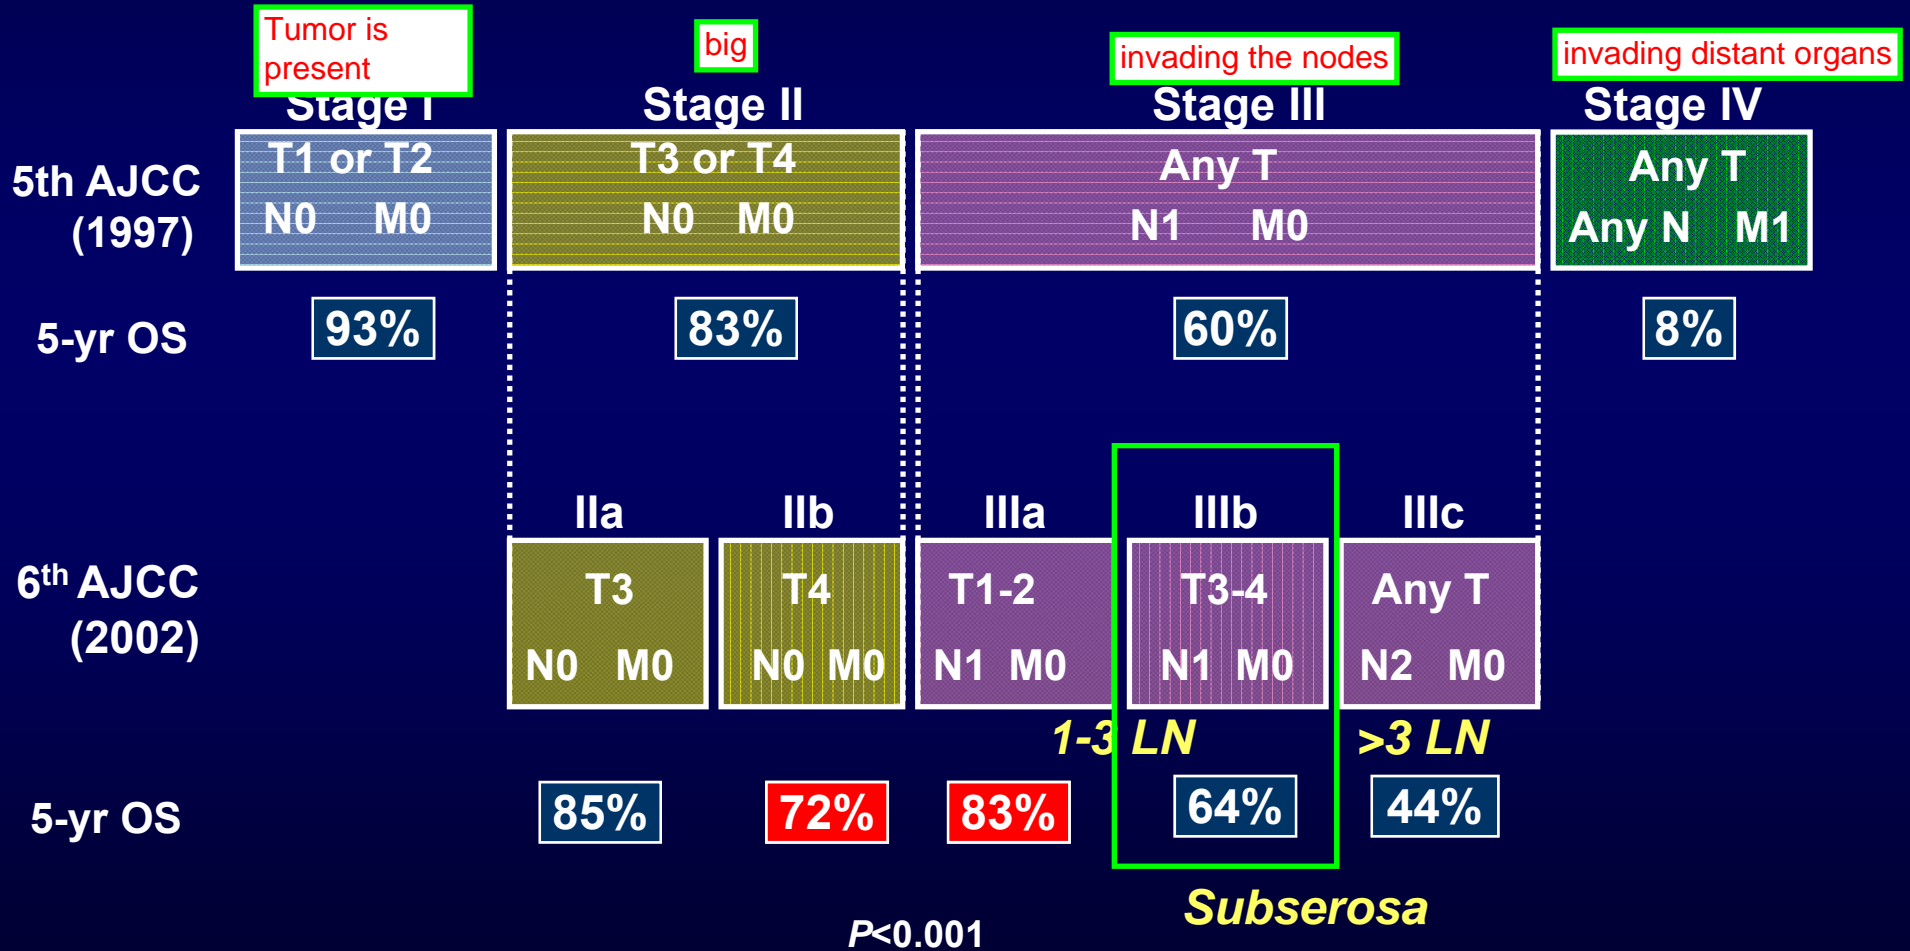 Tumor is
present
big
invading the nodes
invading distant organs
Stage I
Stage II
Stage III
Stage IV
5th AJCC
(1997)
T1 or T2
N0 M0
T3 or T4
N0 M0
Any T
N1 M0
Any T
Any N M1
5-yr OS
93%
83%
60%
8%
IIa
IIb
IIIa
IIIb
IIIc
6th AJCC
(2002)
T3
N0 M0
T4
N0 M0
T1-2
N1 M0
T3-4
N1 M0
Any T
N2 M0
1-3 LN
>3 LN
5-yr OS
85%
72%
83%
64%
44%
Subserosa
P<0.001